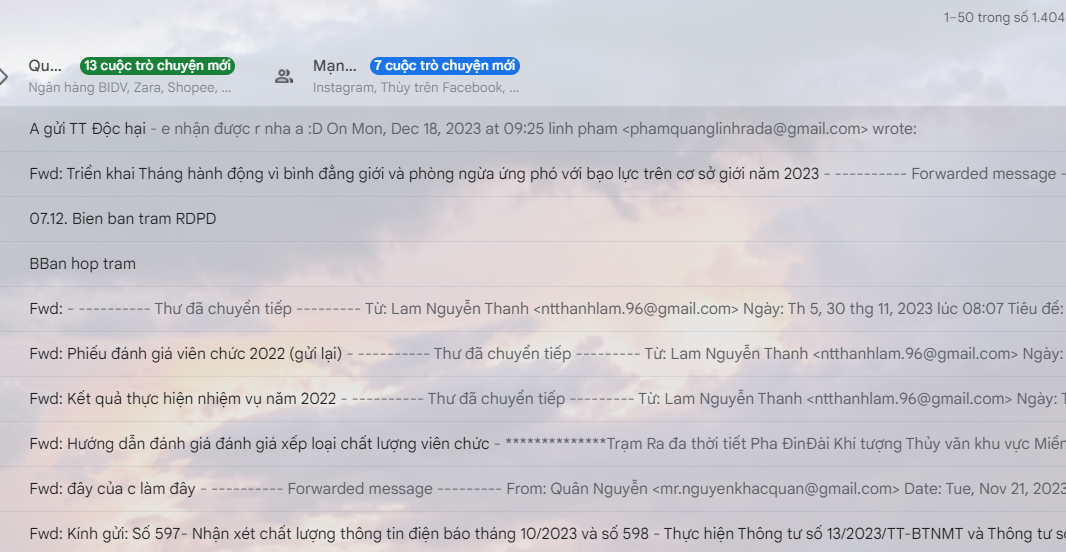 1–50 trong số 1.404
Qu... 13 cuộc trò chuyện mới
Mạn... 7 cuộc trò chuyện mới
Ngân hàng BIDV, Zara, Shopee, ...
Instagram, Thùy trên Facebook, ...
A gửi TT Độc hại - e nhận được r nha a :D On Mon, Dec 18, 2023 at 09:25 linh pham <phamquanglinhrada@gmail.com> wrote:
Fwd: Triển khai Tháng hành động vì bình đẳng giới và phòng ngừa ứng phó với bạo lực trên cơ sở giới năm 2023 - ---------- Forwarded message -
07.12. Bien ban tram RDPD
BBan hop tram
Fwd: - ---------- Thư đã chuyển tiếp --------- Từ: Lam Nguyễn Thanh <ntthanhlam.96@gmail.com> Ngày: Th 5, 30 thg 11, 2023 lúc 08:07 Tiêu đề:
Fwd: Phiếu đánh giá viên chức 2022 (gửi lại) - ---------- Thư đã chuyển tiếp --------- Từ: Lam Nguyễn Thanh <ntthanhlam.96@gmail.com> Ngày:
Fwd: Kết quả thực hiện nhiệm vụ năm 2022 - ---------- Thư đã chuyển tiếp --------- Từ: Lam Nguyễn Thanh <ntthanhlam.96@gmail.com> Ngày:
Fwd: Hướng dẫn đánh giá đánh giá xếp loại chất lượng viên chức - **************Trạm Ra đa thời tiết Pha ĐinĐài Khí tượng Thủy văn khu vực
Fwd: đây của c làm đây - ---------- Forwarded message --------- From: Quân Nguyễn <mr.nguyenkhacquan@gmail.com> Date: Tue, Nov 21, 2023
Fwd: Kính gửi: Số 597- Nhận xét chất lượng thông tin điện báo tháng 10/2023 và số 598 - Thực hiện Thông tư số 13/2023/TT-BTNMT và Thông tư